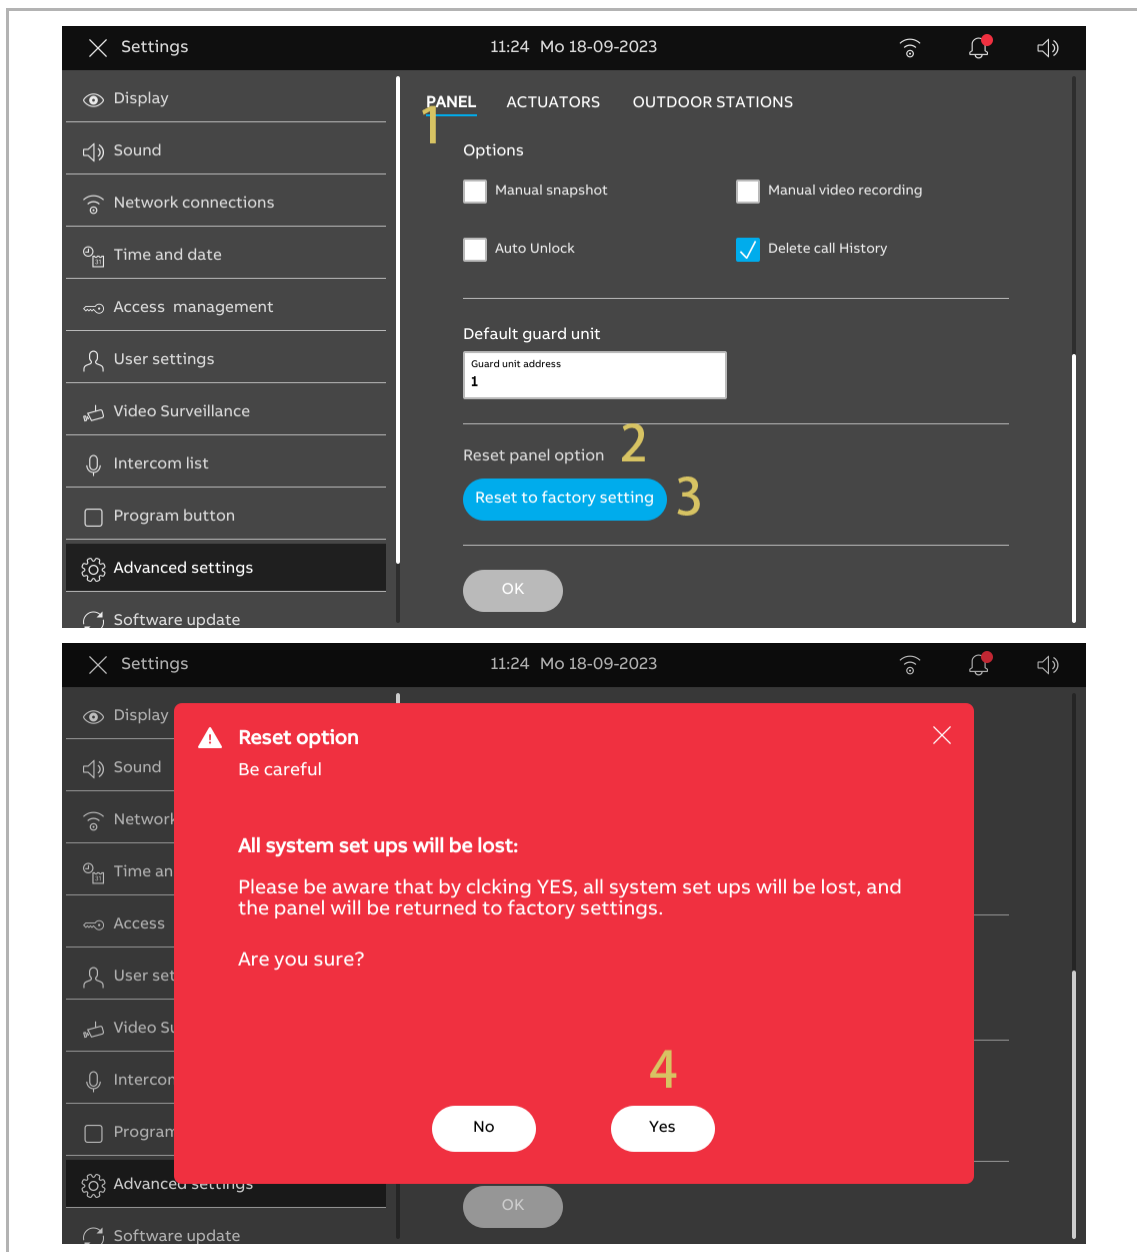 Settings
11:24 Mo 18-09-2023
Display
Sound
Network connections
Time and date
Access management
User settings
Video Surveillance
Intercom list
Program button
Advanced settings
Software update
PANEL ACTUATORS OUTDOOR STATIONS
1
Options
Manual snapshot
Manual video recording
Auto Unlock
Delete call History
Default guard unit
Guard unit address
1
Reset panel option 2
Reset to factory setting 3
OK
Settings
11:24 Mo 18-09-2023
Display
Sound
Network
Time an
Access
User set
Video Su
Intercom
Program
Advanced settings
Software update
Reset option
Be careful
All system set ups will be lost:
Please be aware that by clcking YES, all system set ups will be lost, and
the panel will be returned to factory settings.
Are you sure?
4
No
Yes
OK